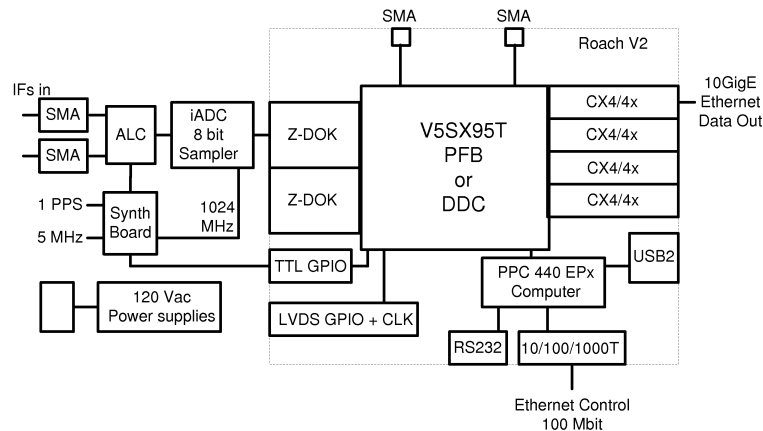 SMA
SMA
Roach V2
IFs in
SMA
SMA
ALC
iADC
8 bit
Sampler
Z-DOK
Z-DOK
V5SX95T
PFB
or
DDC
CX4/4x
CX4/4x
CX4/4x
CX4/4x
10GigE
Ethernet
Data Out
1 PPS
5 MHz
Synth
Board
1024
MHz
TTL GPIO
LVDS GPIO + CLK
PPC 440 EPx
Computer
USB2
120 Vac
Power supplies
RS232
10/100/1000T
Ethernet Control
100 Mbit